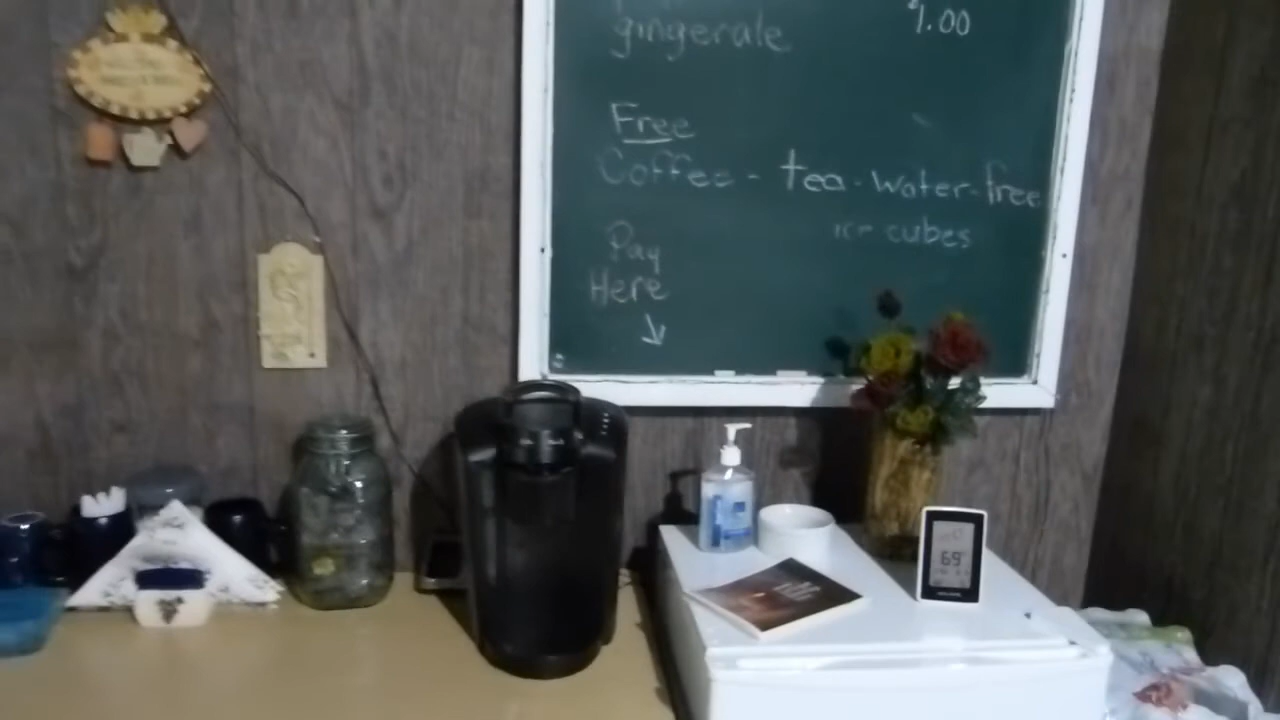 gingerale $1.00
Free
Coffee - tea - water - free
ice cubes
Pay
Here
69